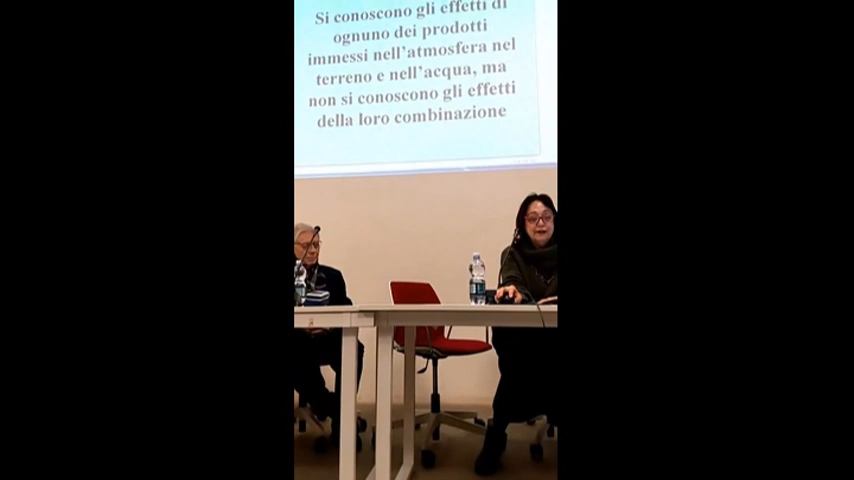 Si conoscono gli effetti di
ognuno dei prodotti
immessi nell'atmosfera nel
terreno e nell'acqua, ma
non si conoscono gli effetti
della loro combinazione